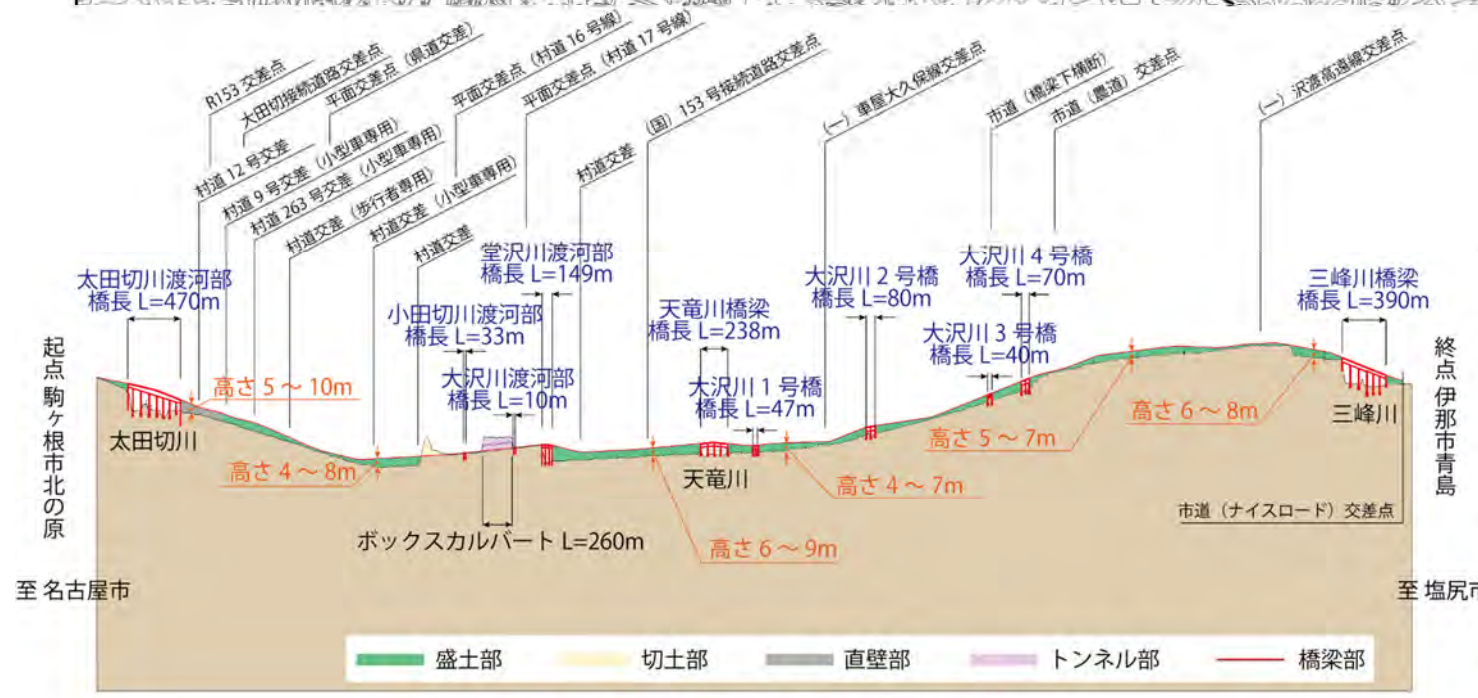 R153 交差点
大田切接続道路交差点
平面交差点（県道交差）
平面交差点（村道 16 号線）
平面交差点（村道 17 号線）
（国）153 号接続道路交差点
（一）車屋大久保線交差点
市道（橋梁下横断）
市道（農道）交差点
（一）沢渡高遠線交差点
村道 12 号交差
村道 9 号交差（小型車専用）
村道 263 号交差（小型車専用）
村道交差（歩行者専用）
村道交差（小型車専用）
村道交差
村道交差
太田切川渡河部
橋長 L=470m
小田切川渡河部
橋長 L=33m
大沢川渡河部
橋長 L=10m
堂沢川渡河部
橋長 L=149m
天竜川橋梁
橋長 L=238m
大沢川 1 号橋
橋長 L=47m
大沢川 2 号橋
橋長 L=80m
大沢川 3 号橋
橋長 L=40m
大沢川 4 号橋
橋長 L=70m
三峰川橋梁
橋長 L=390m
起点 駒ヶ根市北の原
終点 伊那市青島
高さ 5 ～ 10m
高さ 4 ～ 8m
高さ 6 ～ 9m
高さ 4 ～ 7m
高さ 5 ～ 7m
高さ 6 ～ 8m
太田切川
天竜川
三峰川
ボックスカルバート L=260m
市道（ナイスロード）交差点
至 名古屋市
至 塩尻市
盛土部
切土部
直壁部
トンネル部
橋梁部